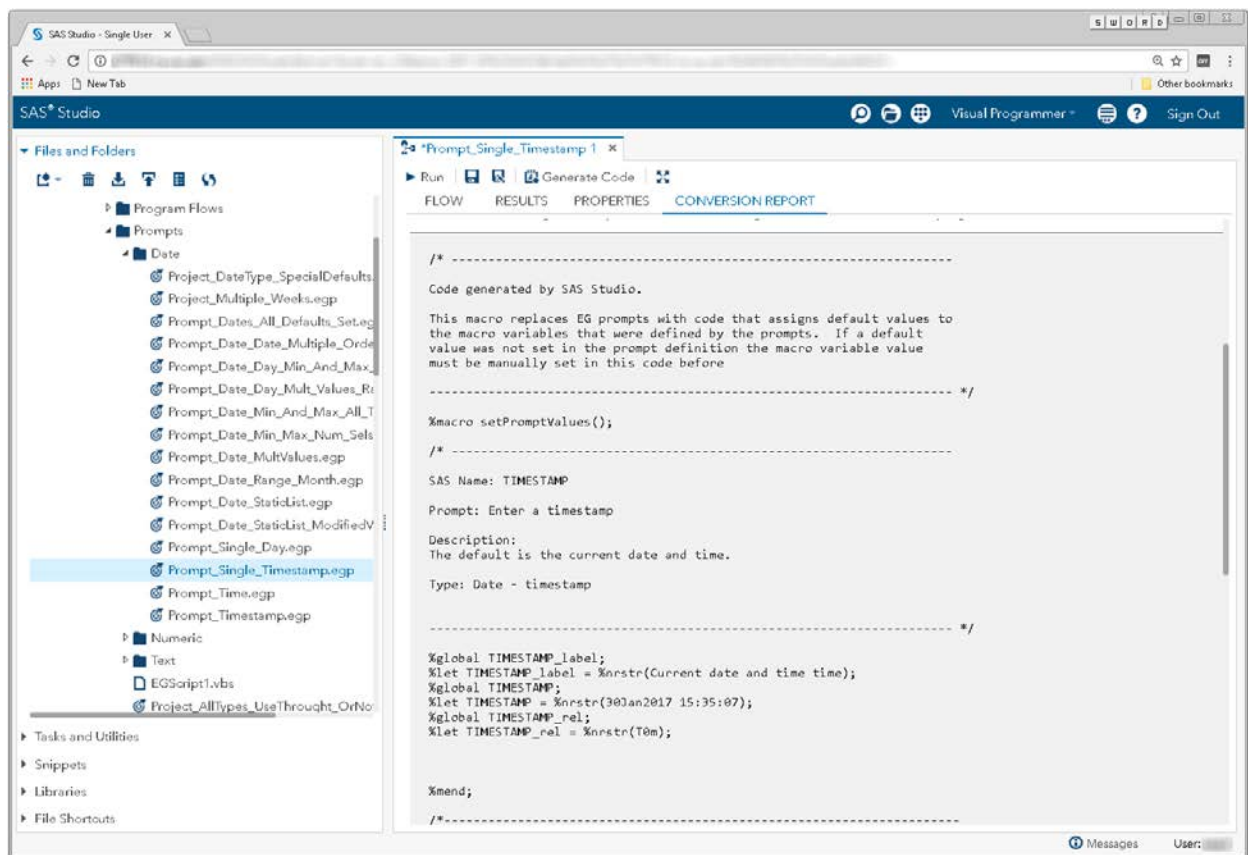 S W O R D
SAS Studio - Single User ×
Apps New Tab
Other bookmarks
SAS® Studio
Visual Programmer
Sign Out
Files and Folders
Program Flows
Prompts
Date
Project_DateType_SpecialDefaults.
Project_Multiple_Weeks.egp
Prompt_Dates_All_Defaults_Set.eg
Prompt_Date_Date_Multiple_Orde
Prompt_Date_Day_Min_And_Max_
Prompt_Date_Day_Mult_Values_Ra
Prompt_Date_Min_And_Max_All_T
Prompt_Date_Min_Max_Num_Sels
Prompt_Date_MultValues.egp
Prompt_Date_Range_Month.egp
Prompt_Date_StaticList.egp
Prompt_Date_StaticList_ModifiedV
Prompt_Single_Day.egp
Prompt_Single_Timestamp.egp
Prompt_Time.egp
Prompt_Timestamp.egp
Numeric
Text
EGScript1.vbs
Project_AllTypes_UseThrought_OrNo
Tasks and Utilities
Snippets
Libraries
File Shortcuts
*Prompt_Single_Timestamp 1 ×
Run Generate Code
FLOW RESULTS PROPERTIES CONVERSION REPORT
/* -----------------------------------------------------------------------
Code generated by SAS Studio.
This macro replaces EG prompts with code that assigns default values to
the macro variables that were defined by the prompts. If a default
value was not set in the prompt definition the macro variable value
must be manually set in this code before
----------------------------------------------------------------------- */
%macro setPromptValues();
/* -----------------------------------------------------------------------
SAS Name: TIMESTAMP
Prompt: Enter a timestamp
Description:
The default is the current date and time.
Type: Date - timestamp
----------------------------------------------------------------------- */
%global TIMESTAMP_label;
%let TIMESTAMP_label = %nrstr(Current date and time time);
%global TIMESTAMP;
%let TIMESTAMP = %nrstr(30Jan2017 15:35:07);
%global TIMESTAMP_rel;
%let TIMESTAMP_rel = %nrstr(T0m);
%mend;
/*-----------------------------------------------------------------------
Messages User: